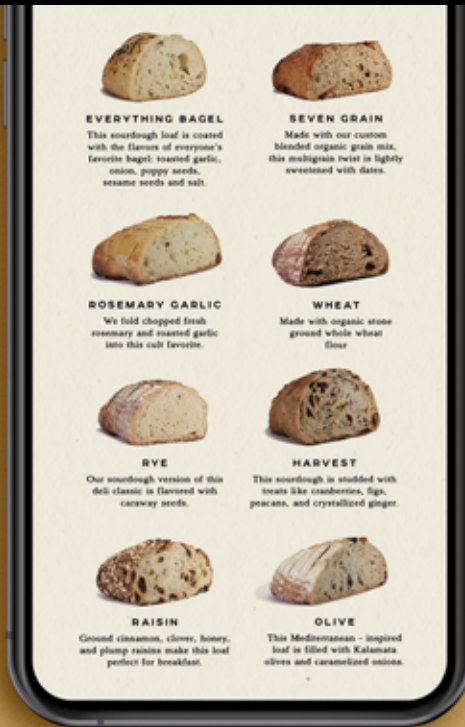 EVERYTHING BAGEL
This sourdough loaf is coated
with the flavors of everyone's
favorite bagel: toasted garlic,
onion, poppy seeds,
sesame seeds and salt.
SEVEN GRAIN
Made with our custom
blended organic grain mix,
this multigrain twist is lightly
sweetened with dates.
ROSEMARY GARLIC
We fold chopped fresh
rosemary and roasted garlic
into this cult favorite.
WHEAT
Made with organic stone
ground whole wheat
flour
RYE
Our sourdough version of this
deli classic is flavored with
caraway seeds.
HARVEST
This sourdough is studded with
treats like cranberries, figs,
peacans, and crystallized ginger.
RAISIN
Ground cinnamon, clover, honey,
and plump raisins make this loaf
perfect for breakfast.
OLIVE
This Mediterranean - inspired
loaf is filled with Kalamata
olives and caramelized onions.